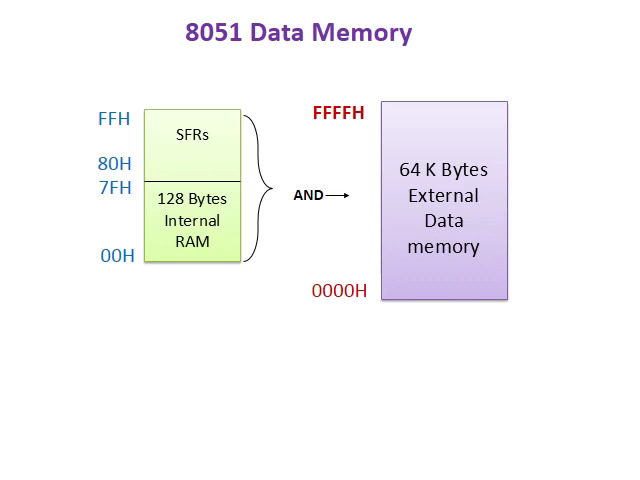 8051 Data Memory
FFH
SFRs
80H
7FH
128 Bytes
Internal
RAM
00H
AND
FFFFH
64 K Bytes
External
Data
memory
0000H